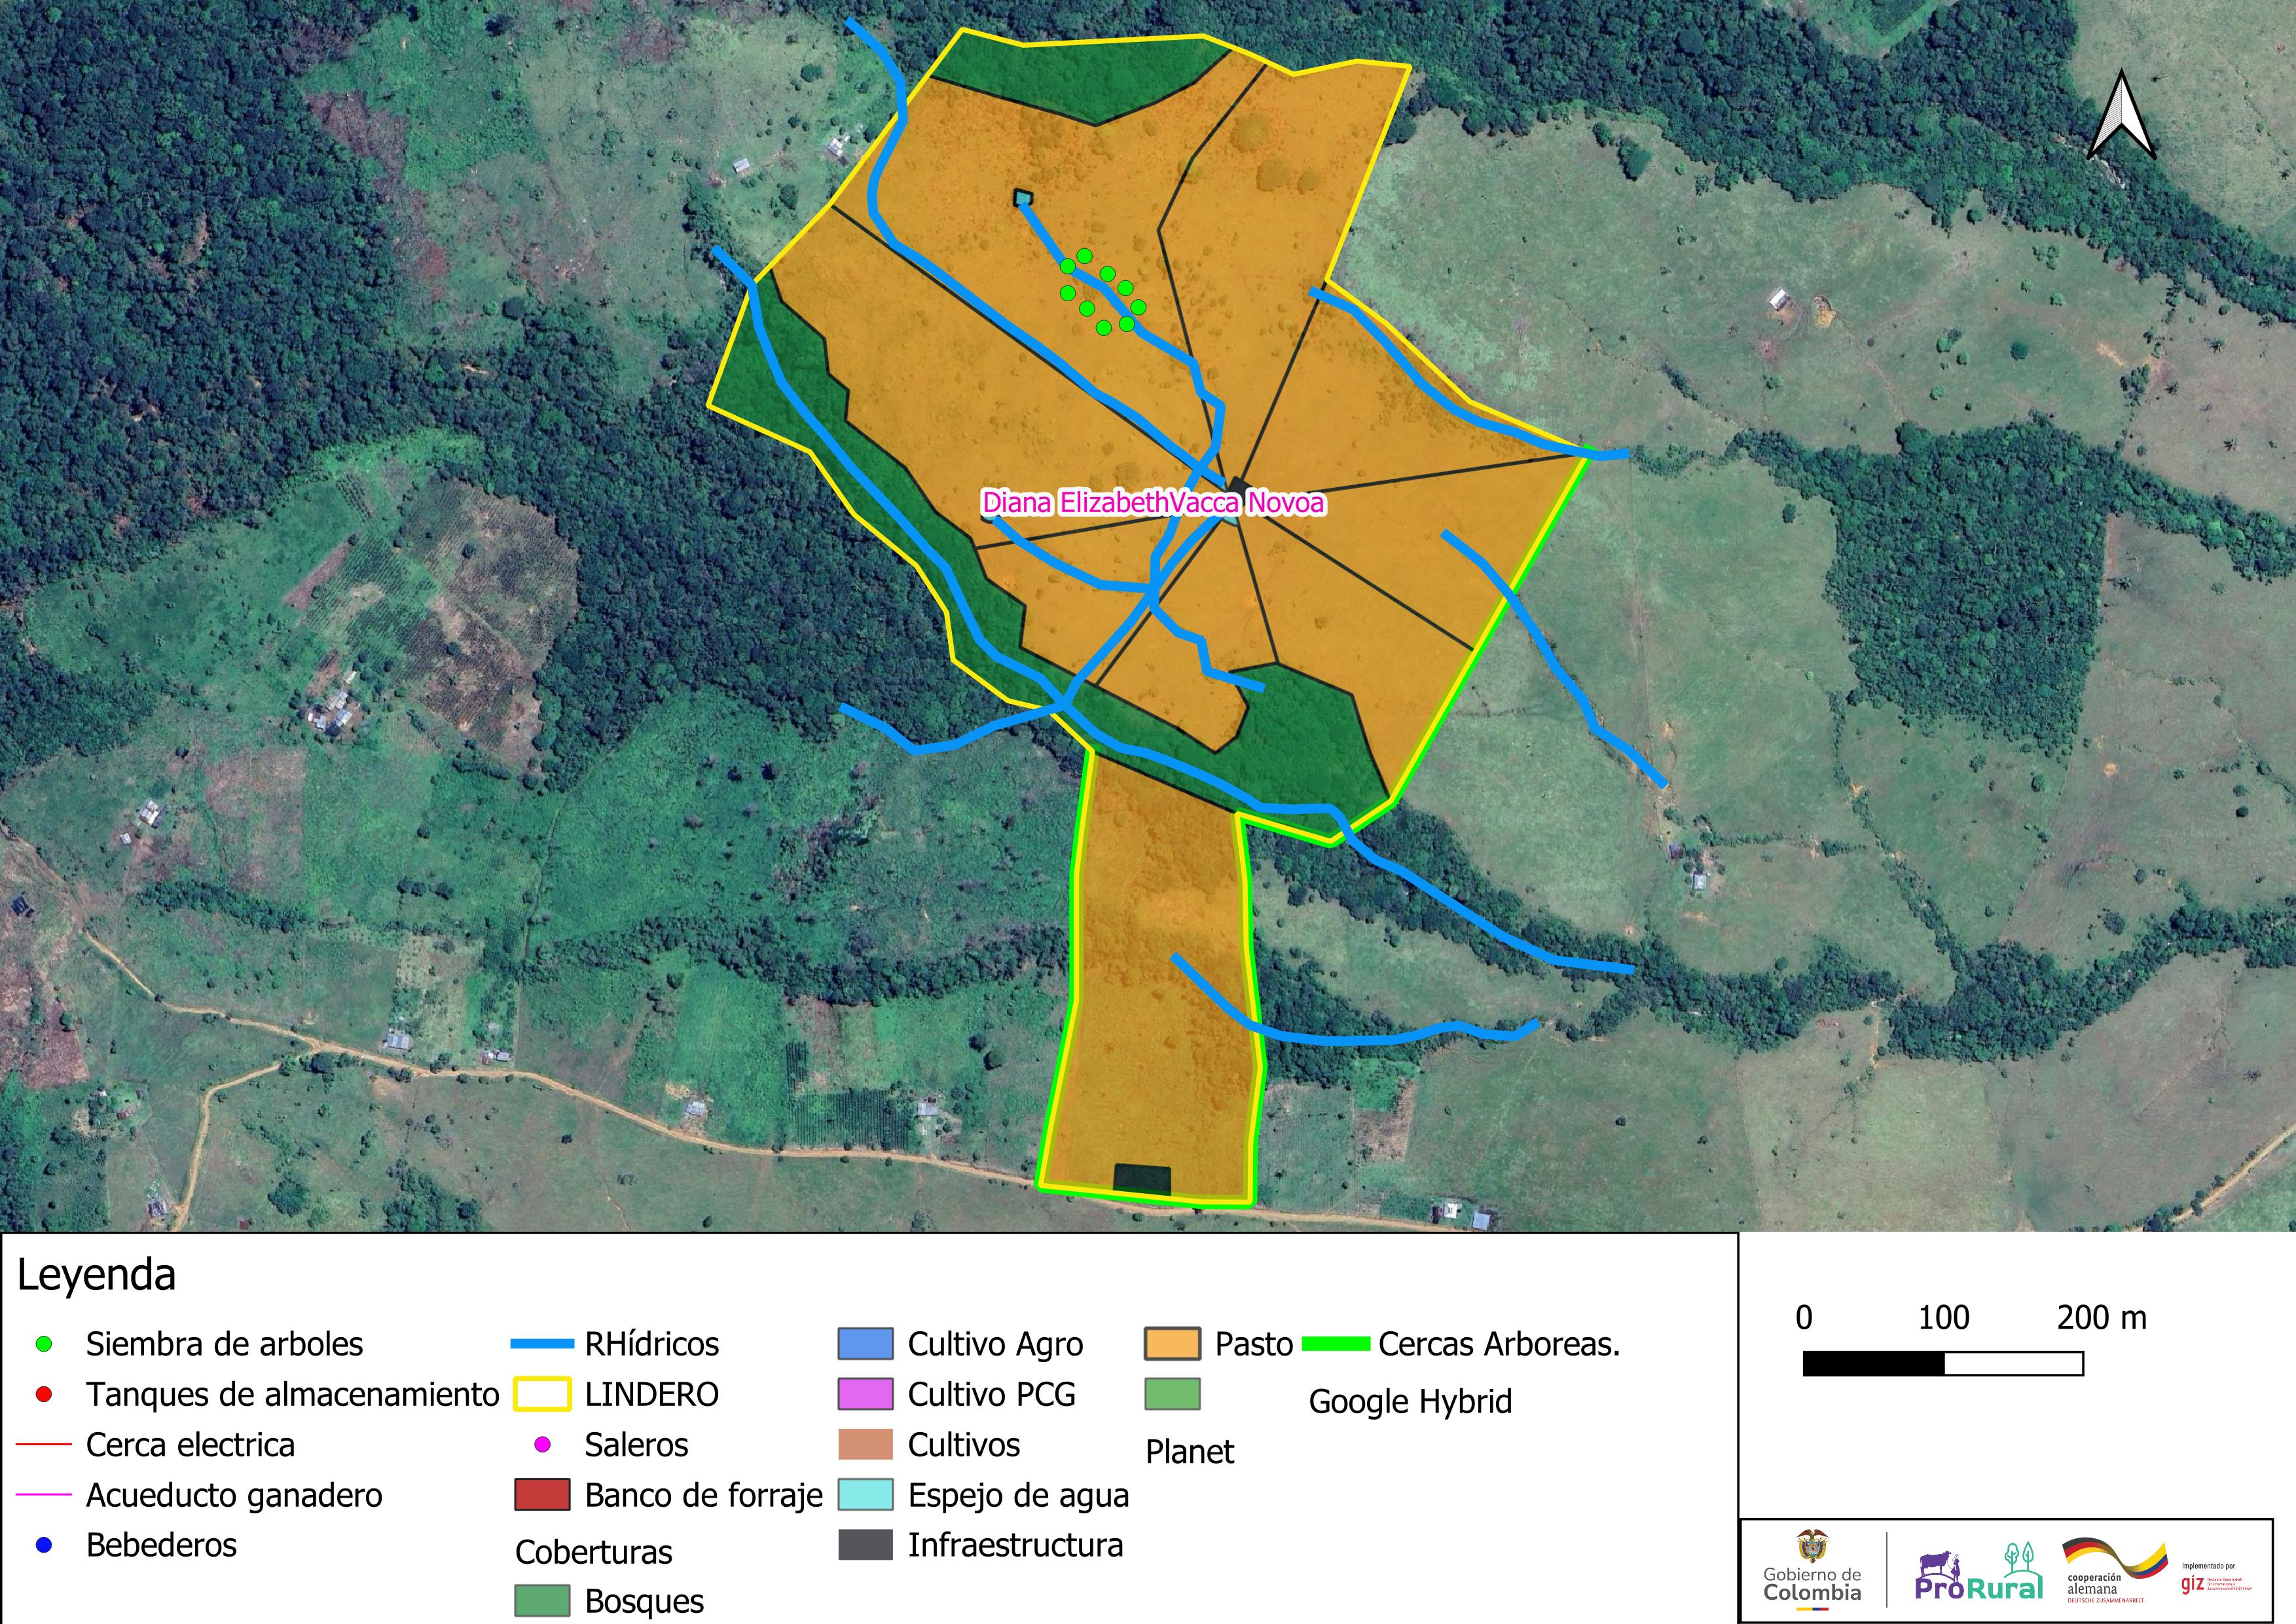 Diana ElizabethVacca Novoa
Leyenda
Siembra de arboles
Tanques de almacenamiento
Cerca electrica
Acueducto ganadero
Bebederos
RHídricos
LINDERO
Saleros
Banco de forraje
Coberturas
Bosques
Cultivo Agro
Cultivo PCG
Cultivos
Espejo de agua
Infraestructura
Pasto
Planet
Cercas Arboreas.
Google Hybrid
0 100 200 m
Gobierno de
Colombia
ProRural
cooperación
alemana
DEUTSCHE ZUSAMMENARBEIT
Implementado por
giz